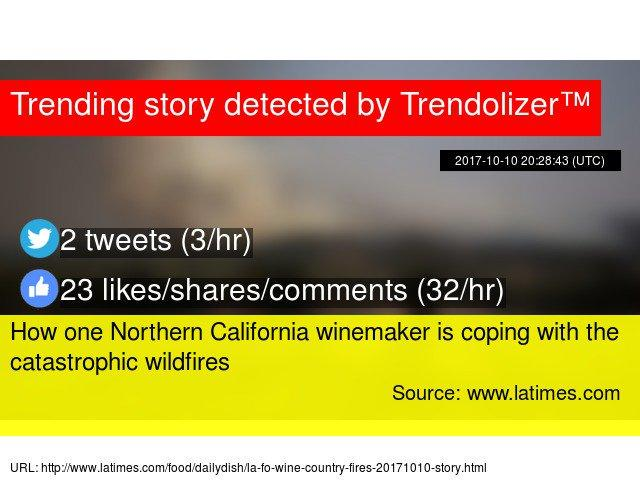 Trending story detected by Trendolizer™
2017-10-10 20:28:43 (UTC)
2 tweets (3/hr)
23 likes/shares/comments (32/hr)
How one Northern California winemaker is coping with the
catastrophic wildfires
Source: www.latimes.com
URL: http://www.latimes.com/food/dailydish/la-fo-wine-country-fires-20171010-story.html